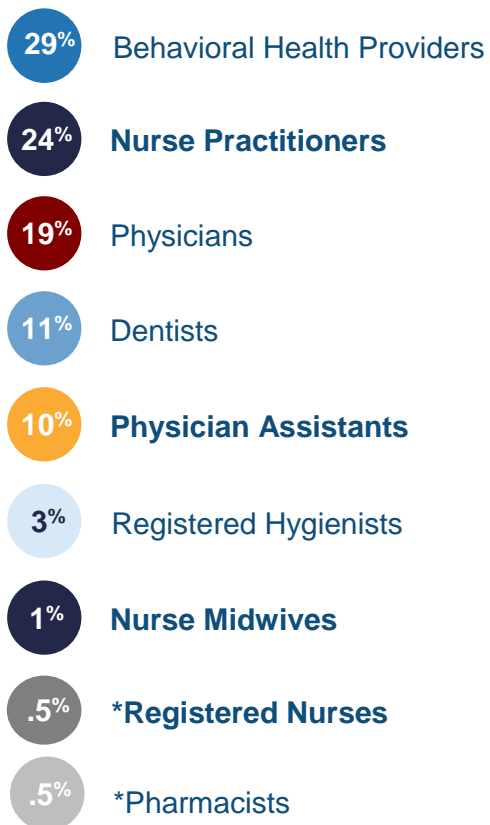 29% Behavioral Health Providers
24% Nurse Practitioners
19% Physicians
11% Dentists
10% Physician Assistants
3% Registered Hygienists
1% Nurse Midwives
.5% *Registered Nurses
.5% *Pharmacists